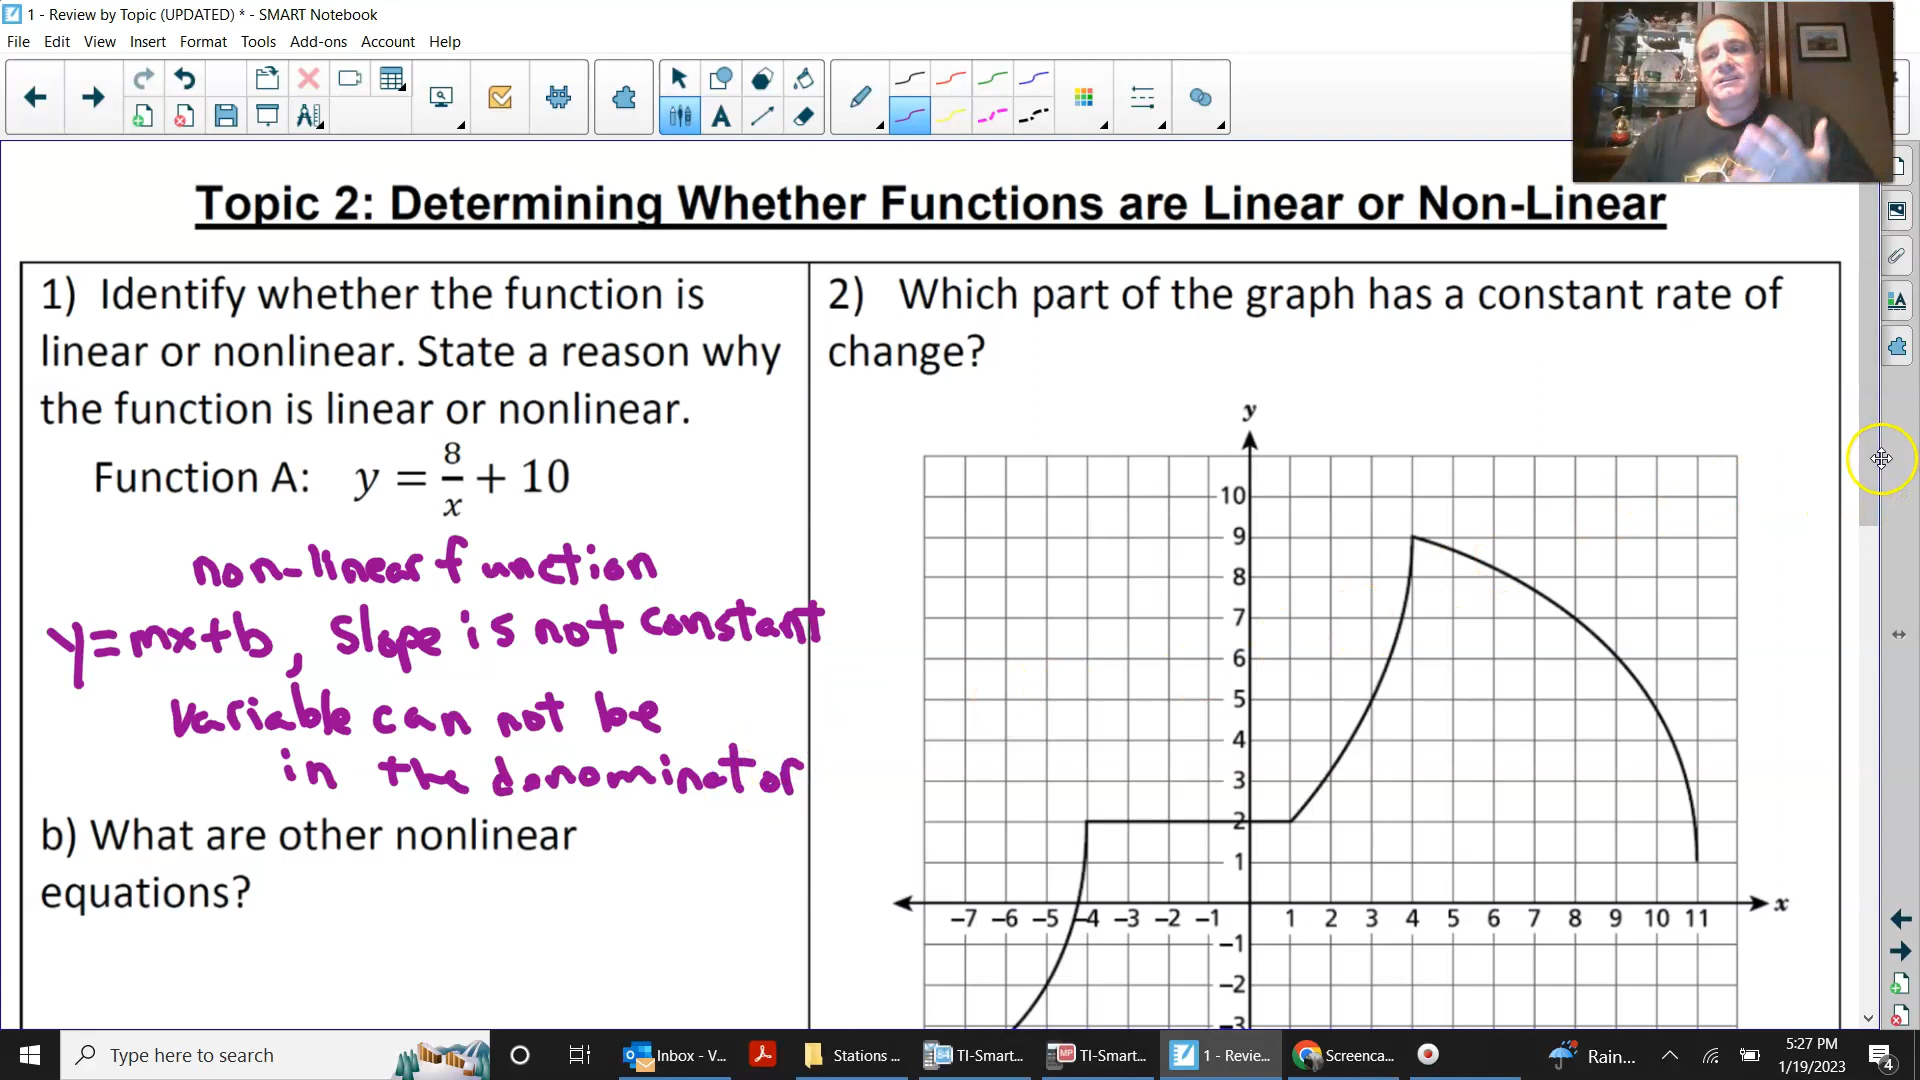 1 - Review by Topic (UPDATED) * - SMART Notebook
File Edit View Insert Format Tools Add-ons Account Help
Topic 2: Determining Whether Functions are Linear or Non-Linear
1) Identify whether the function is
linear or nonlinear. State a reason why
the function is linear or nonlinear.
Function A: y = 8/x + 10
non-linear function
y=mx+b, slope is not constant
variable can not be
in the denominator
b) What are other nonlinear
equations?
2) Which part of the graph has a constant rate of
change?
y
10
9
8
7
6
5
4
3
2
1
-7 -6 -5 -4 -3 -2 -1 1 2 3 4 5 6 7 8 9 10 11 x
-1
-2
-3
Type here to search
Inbox - V...
Stations ...
84
TI-Smart...
MP
TI-Smart...
1 - Revie...
Screenca...
Rain...
5:27 PM
1/19/2023
4